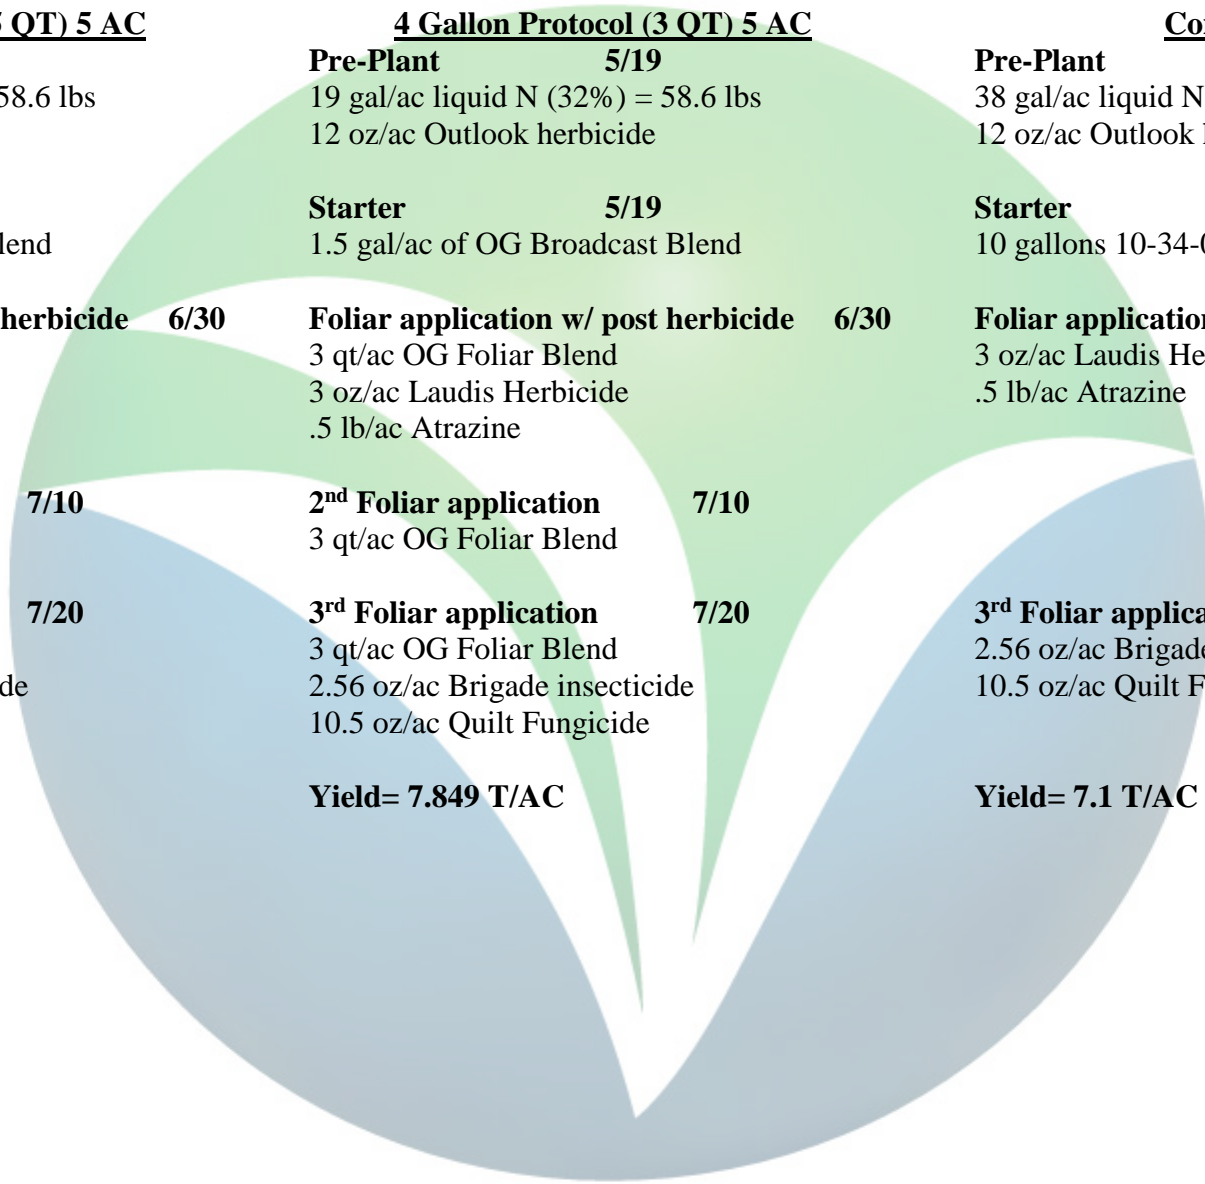 QT) 5 AC
58.6 lbs
lend
herbicide 6/30
7/10
7/20
de
4 Gallon Protocol (3 QT) 5 AC
Pre-Plant 5/19
19 gal/ac liquid N (32%) = 58.6 lbs
12 oz/ac Outlook herbicide
Starter 5/19
1.5 gal/ac of OG Broadcast Blend
Foliar application w/ post herbicide 6/30
3 qt/ac OG Foliar Blend
3 oz/ac Laudis Herbicide
.5 lb/ac Atrazine
2nd Foliar application 7/10
3 qt/ac OG Foliar Blend
3rd Foliar application 7/20
3 qt/ac OG Foliar Blend
2.56 oz/ac Brigade insecticide
10.5 oz/ac Quilt Fungicide
Yield= 7.849 T/AC
Co
Pre-Plant
38 gal/ac liquid N
12 oz/ac Outlook
Starter
10 gallons 10-34-
Foliar application
3 oz/ac Laudis He
.5 lb/ac Atrazine
3rd Foliar applica
2.56 oz/ac Brigade
10.5 oz/ac Quilt F
Yield= 7.1 T/AC